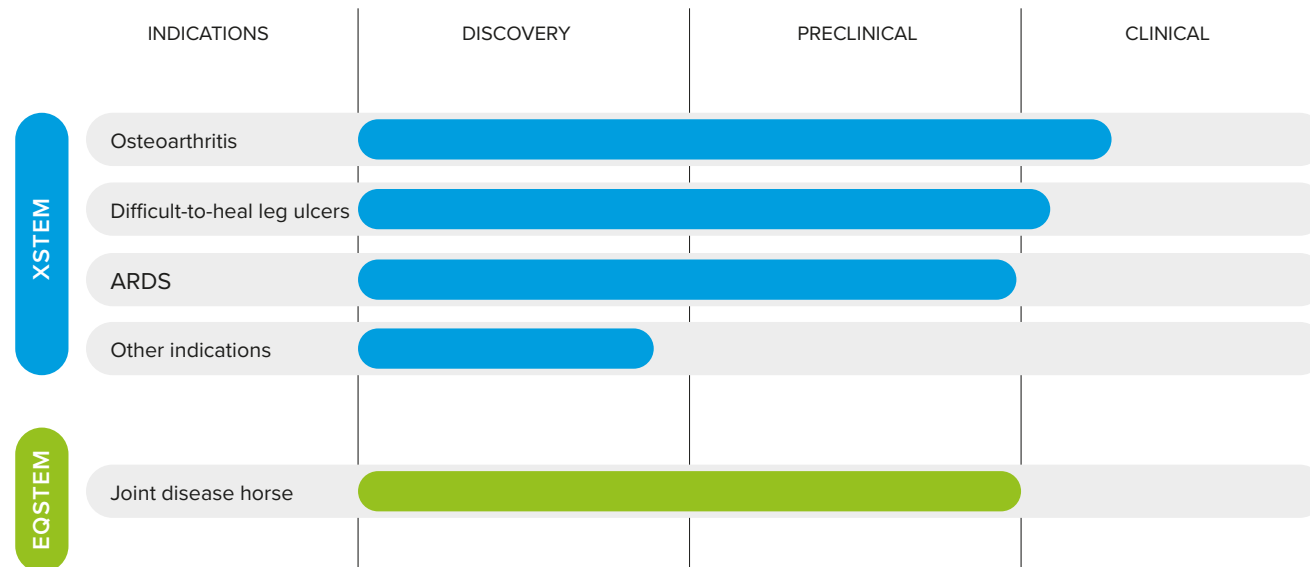 INDICATIONS DISCOVERY PRECLINICAL CLINICAL
XSTEM
Osteoarthritis
Difficult-to-heal leg ulcers
ARDS
Other indications
EQSTEM
Joint disease horse